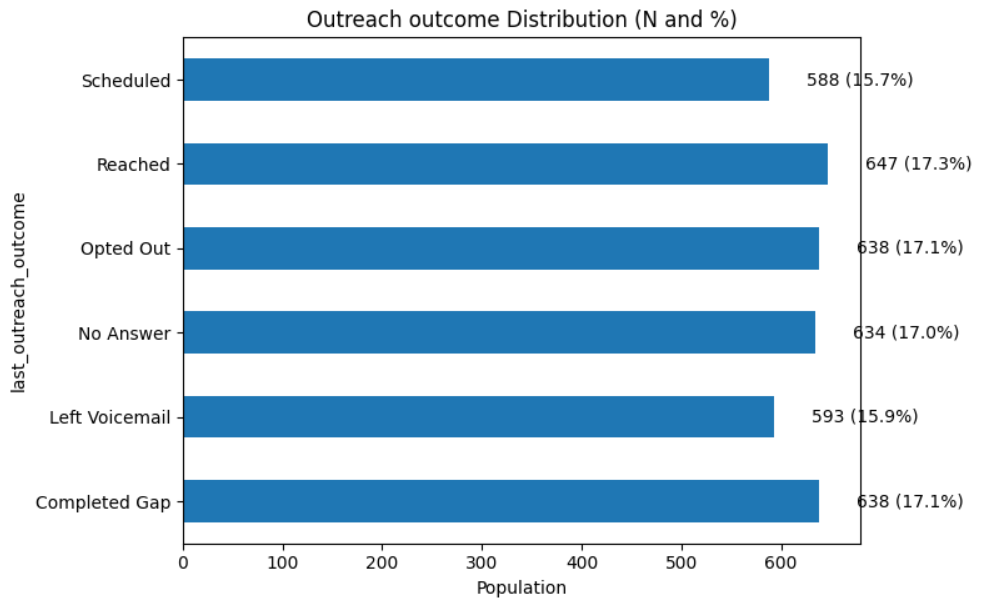 Outreach outcome Distribution (N and %)
Scheduled
588 (15.7%)
Reached
647 (17.3%)
Opted Out
638 (17.1%)
No Answer
634 (17.0%)
Left Voicemail
593 (15.9%)
Completed Gap
638 (17.1%)
last_outreach_outcome
0 100 200 300 400 500 600
Population